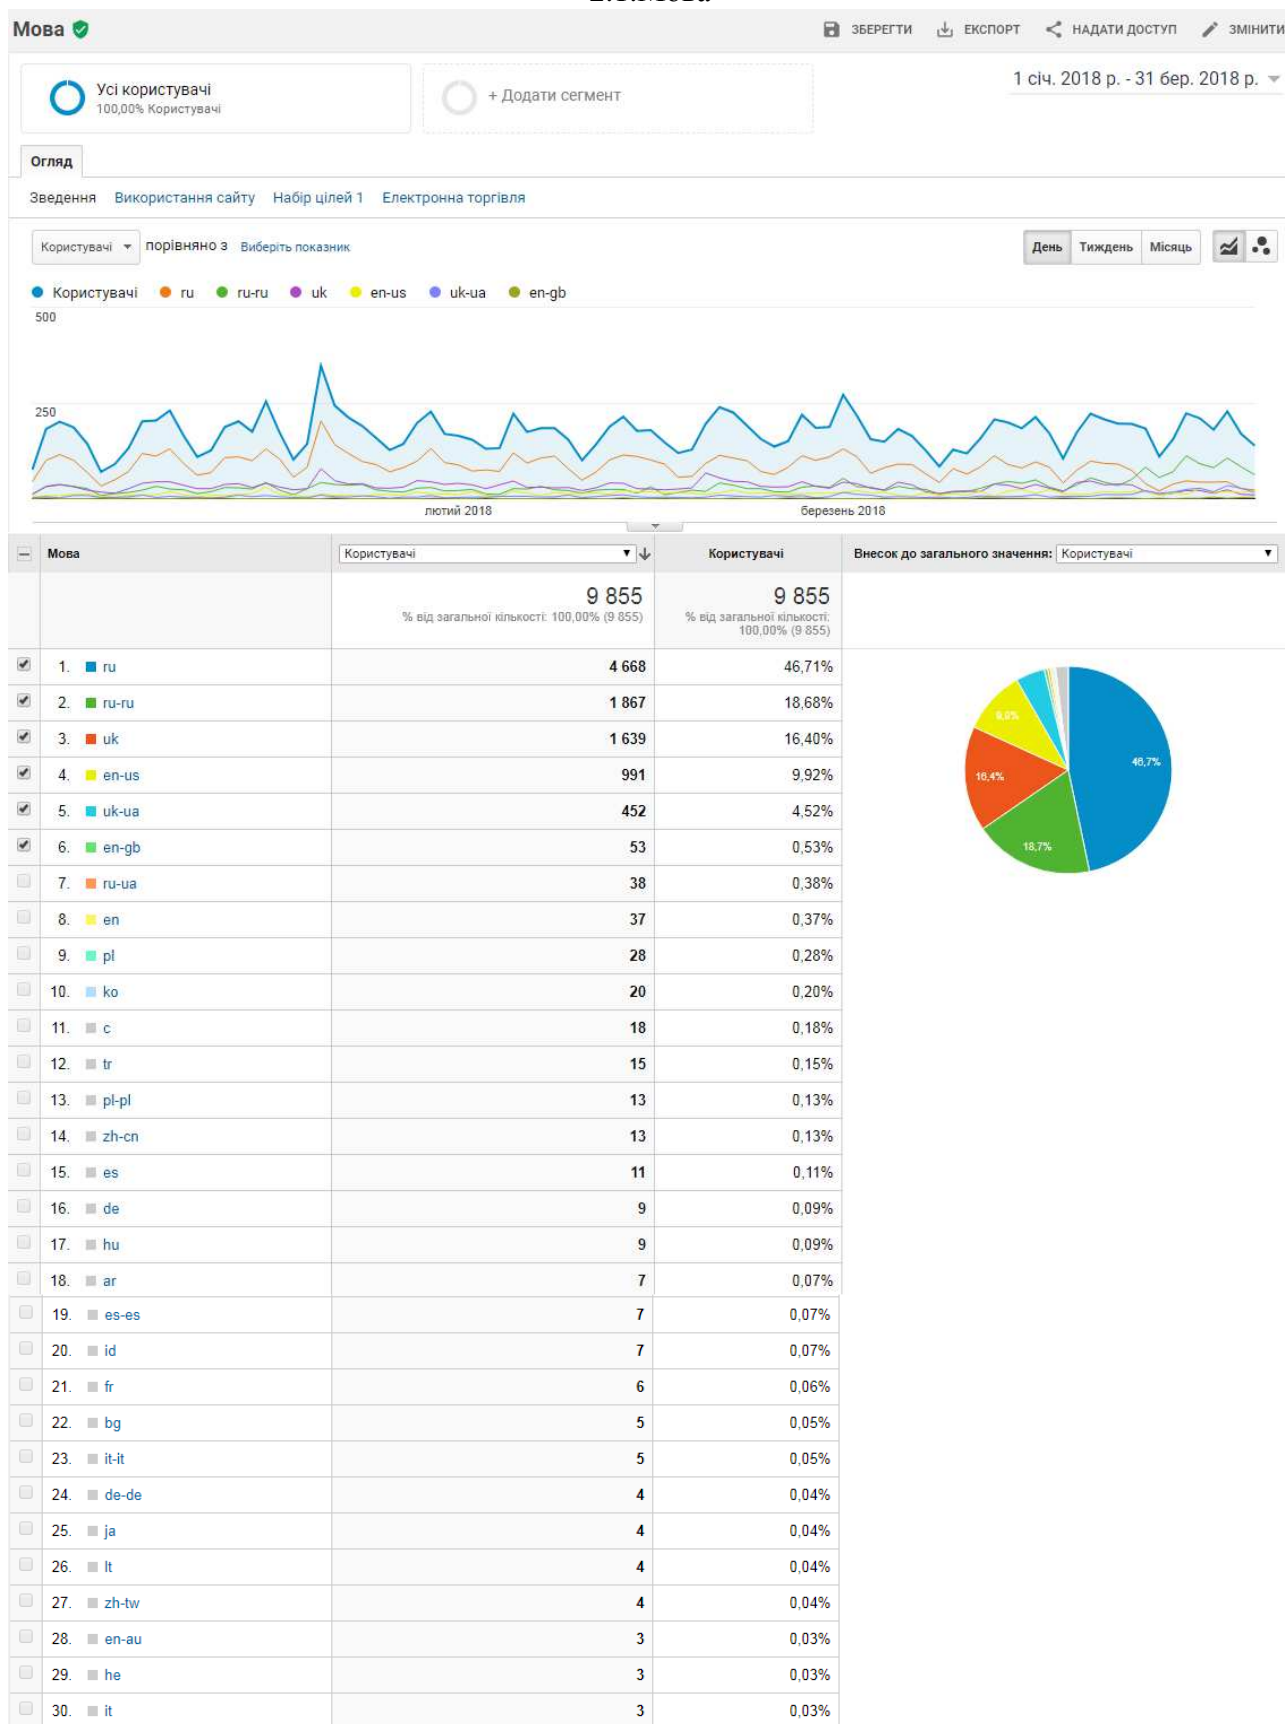 Мова
ЗБЕРЕГТИ ЕКСПОРТ НАДАТИ ДОСТУП ЗМІНИТИ
Усі користувачі
100,00% Користувачі
+ Додати сегмент
1 січ. 2018 р. - 31 бер. 2018 р.
Огляд
Зведення Використання сайту Набір цілей 1 Електронна торгівля
Користувачі порівняно з Виберіть показник
День Тиждень Місяць
Користувачі ru ru-ru uk en-us uk-ua en-gb
500
250
лютий 2018 березень 2018
Мова Користувачі Користувачі Внесок до загального значення: Користувачі
9 855 9 855
% від загальної кількості: 100,00% (9 855) % від загальної кількості:
100,00% (9 855)
1. ru 4 668 46,71%
2. ru-ru 1 867 18,68%
3. uk 1 639 16,40%
4. en-us 991 9,92%
5. uk-ua 452 4,52%
6. en-gb 53 0,53%
7. ru-ua 38 0,38%
8. en 37 0,37%
9. pl 28 0,28%
10. ko 20 0,20%
11. c 18 0,18%
12. tr 15 0,15%
13. pl-pl 13 0,13%
14. zh-cn 13 0,13%
15. es 11 0,11%
16. de 9 0,09%
17. hu 9 0,09%
18. ar 7 0,07%
19. es-es 7 0,07%
20. id 7 0,07%
21. fr 6 0,06%
22. bg 5 0,05%
23. it-it 5 0,05%
24. de-de 4 0,04%
25. ja 4 0,04%
26. lt 4 0,04%
27. zh-tw 4 0,04%
28. en-au 3 0,03%
29. he 3 0,03%
30. it 3 0,03%
9,9%
46,7%
16,4%
18,7%